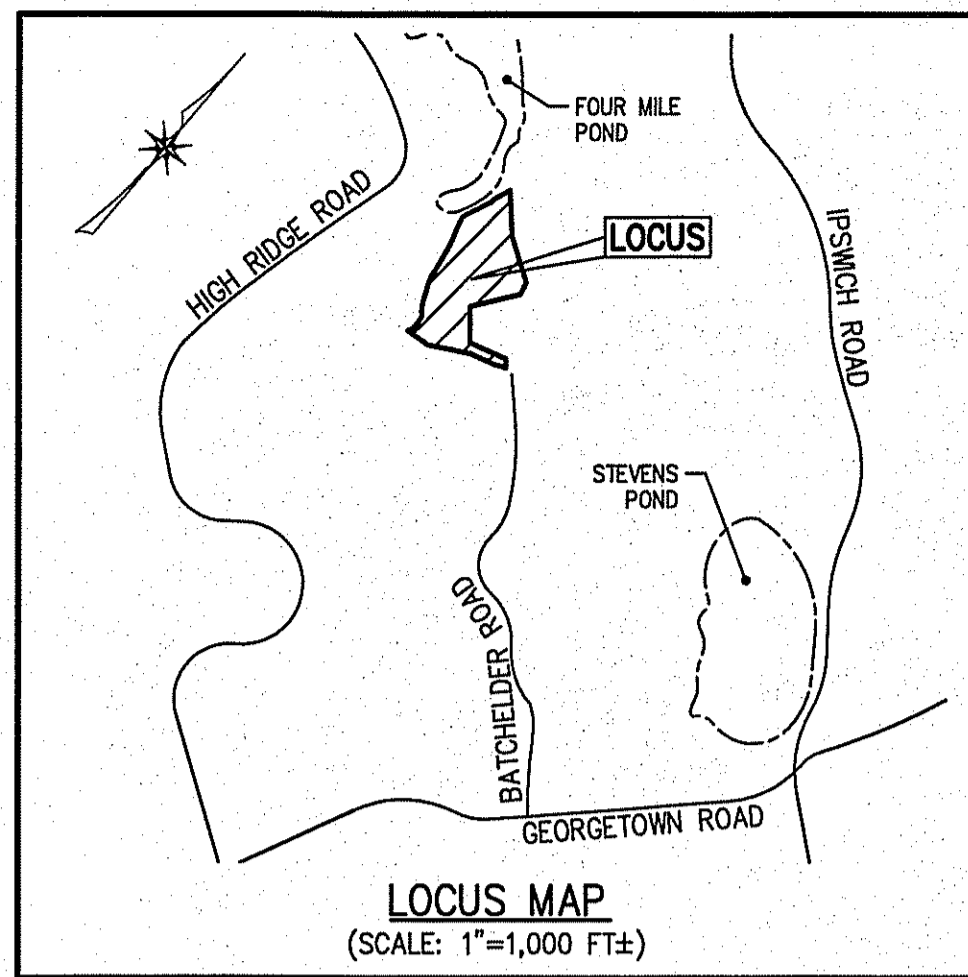 FOUR MILE
POND
HIGH RIDGE ROAD
LOCUS
IPSWICH ROAD
STEVENS
POND
BATCHELDER ROAD
GEORGETOWN ROAD
LOCUS MAP
(SCALE: 1"=1,000 FT±)